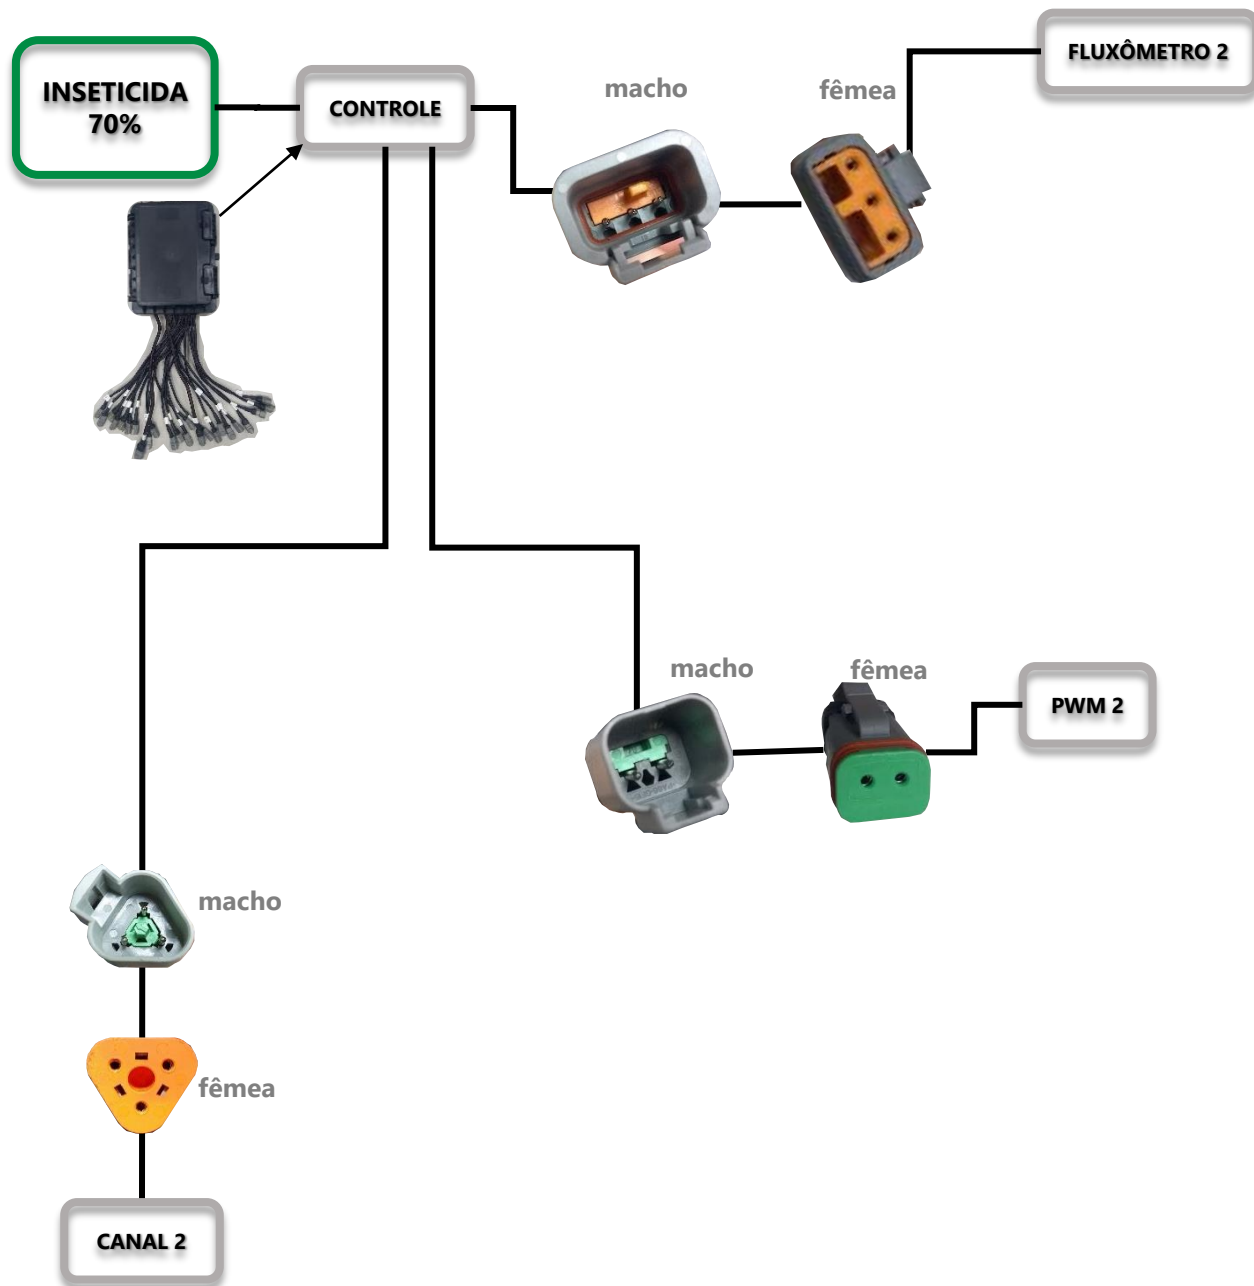 INSETICIDA
70%
CONTROLE
macho
fêmea
FLUXÔMETRO 2
macho
fêmea
PWM 2
macho
fêmea
CANAL 2